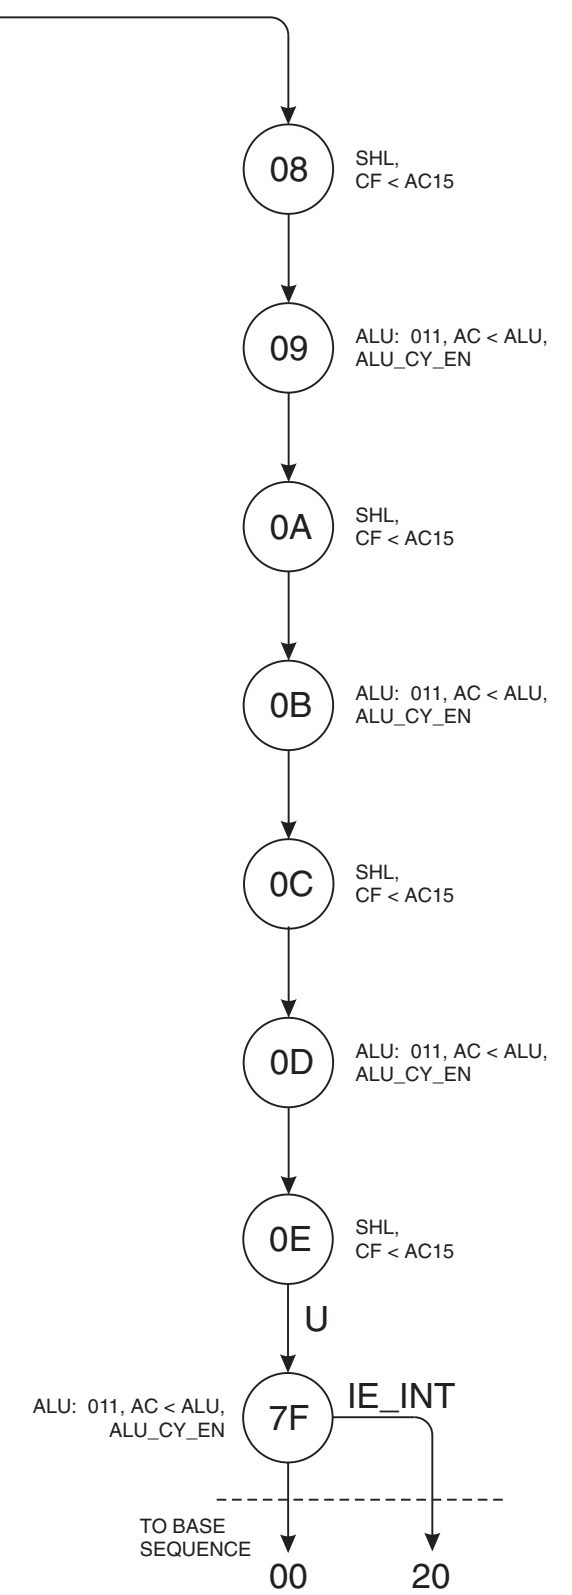 08
SHL,
CF < AC15
09
ALU:  011, AC < ALU,
ALU_CY_EN
0A
SHL,
CF < AC15
0B
ALU:  011, AC < ALU,
ALU_CY_EN
0C
SHL,
CF < AC15
0D
ALU:  011, AC < ALU,
ALU_CY_EN
0E
SHL,
CF < AC15
U
ALU:  011, AC < ALU,
ALU_CY_EN
7F
IE_INT
TO BASE
SEQUENCE
00
20